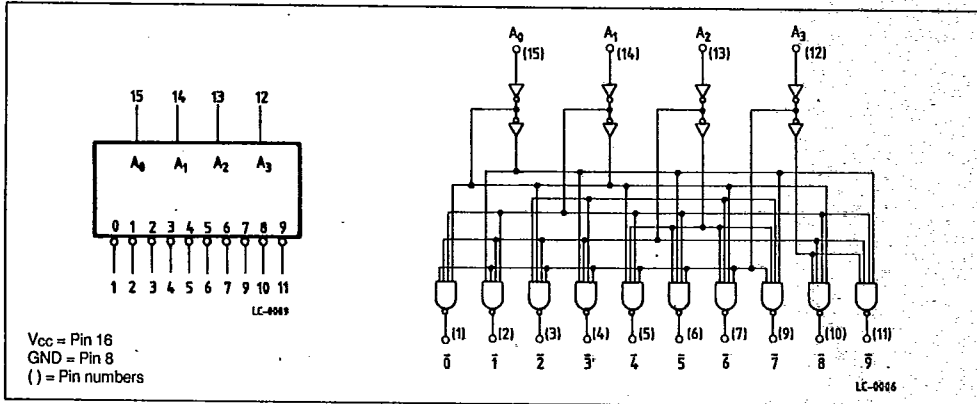 15 14 13 12
A₀ A₁ A₂ A₃
0 1 2 3 4 5 6 7 8 9
1 2 3 4 5 6 7 9 10 11
LC-0009
V_CC = Pin 16
GND = Pin 8
( ) = Pin numbers
A₀ A₁ A₂ A₃
(15) (14) (13) (12)
(1) (2) (3) (4) (5) (6) (7) (9) (10) (11)
0̅ 1̅ 2̅ 3̅ 4̅ 5̅ 6̅ 7̅ 8̅ 9̅
LC-0006